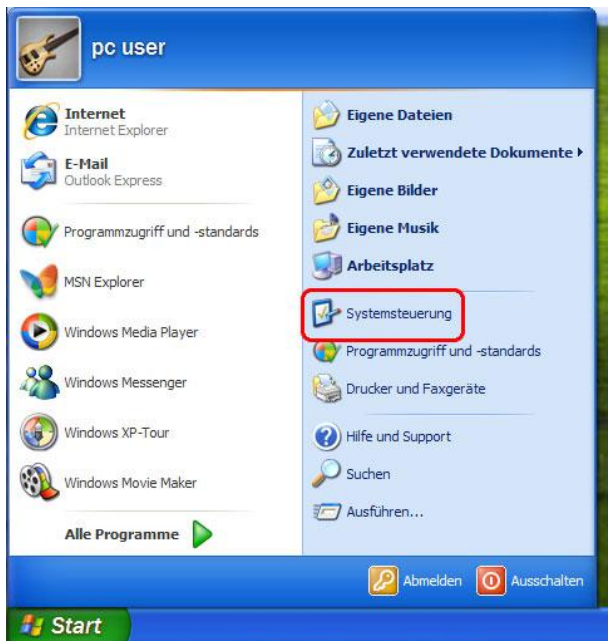 pc user
Internet
Internet Explorer
E-Mail
Outlook Express
Programmzugriff und -standards
MSN Explorer
Windows Media Player
Windows Messenger
Windows XP-Tour
Windows Movie Maker
Alle Programme
Eigene Dateien
Zuletzt verwendete Dokumente
Eigene Bilder
Eigene Musik
Arbeitsplatz
Systemsteuerung
Programmzugriff und -standards
Drucker und Faxgeräte
Hilfe und Support
Suchen
Ausführen...
Abmelden
Ausschalten
Start